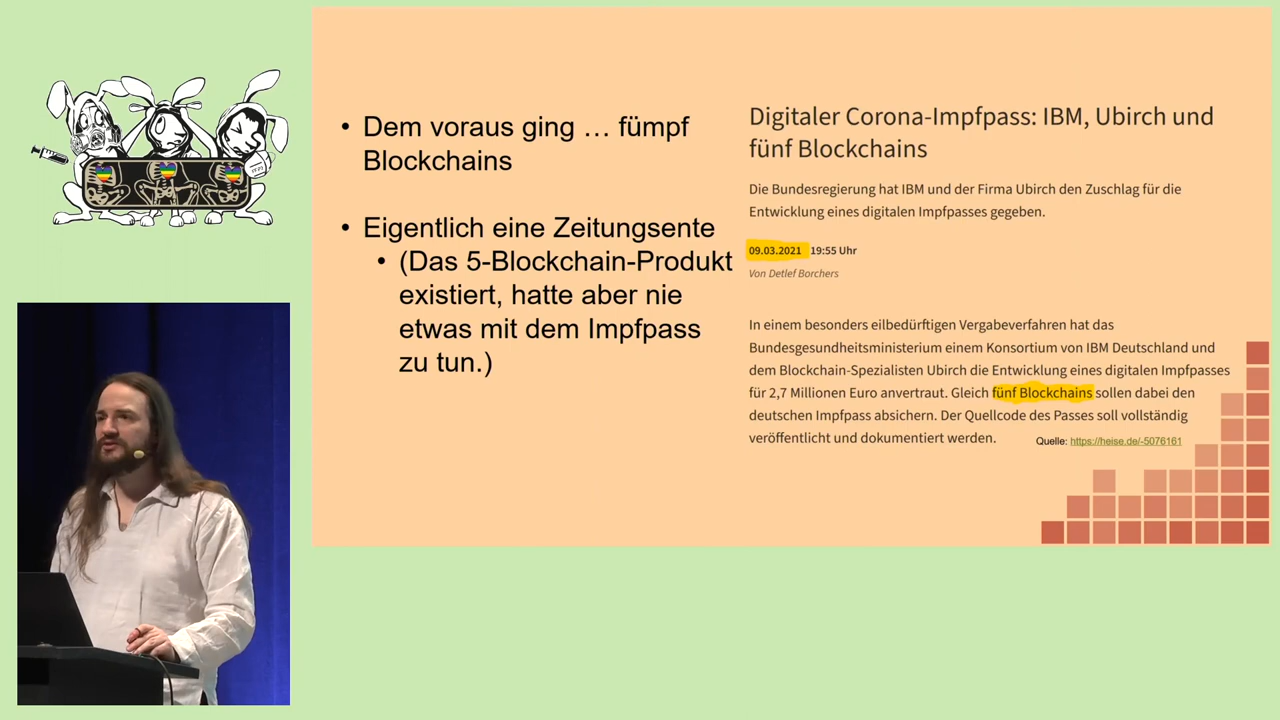 • Dem voraus ging … fümpf
Blockchains
• Eigentlich eine Zeitungsente
• (Das 5-Blockchain-Produkt
existiert, hatte aber nie
etwas mit dem Impfpass
zu tun.)
Digitaler Corona-Impfpass: IBM, Ubirch und
fünf Blockchains
Die Bundesregierung hat IBM und der Firma Ubirch den Zuschlag für die
Entwicklung eines digitalen Impfpasses gegeben.
09.03.2021 19:55 Uhr
Von Detlef Borchers
In einem besonders eilbedürftigen Vergabeverfahren hat das
Bundesgesundheitsministerium einem Konsortium von IBM Deutschland und
dem Blockchain-Spezialisten Ubirch die Entwicklung eines digitalen Impfpasses
für 2,7 Millionen Euro anvertraut. Gleich fünf Blockchains sollen dabei den
deutschen Impfpass absichern. Der Quellcode des Passes soll vollständig
veröffentlicht und dokumentiert werden.
Quelle: https://heise.de/-5076161